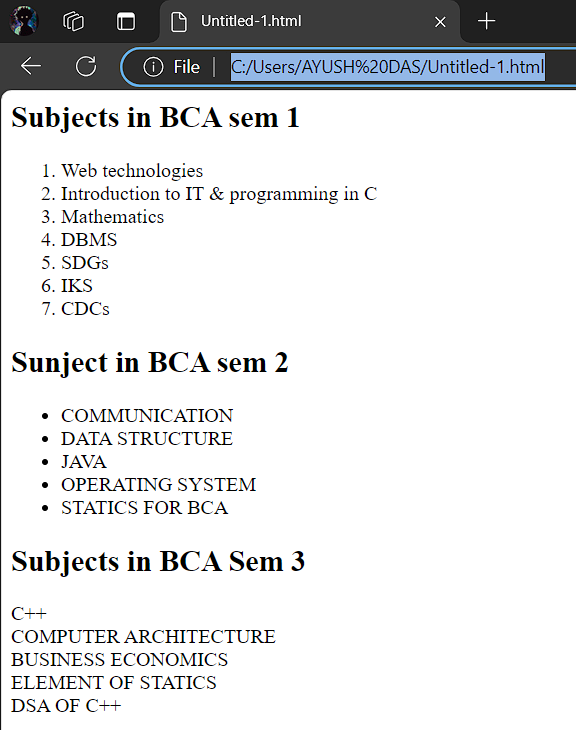 Untitled-1.html
File
C:/Users/AYUSH%20DAS/Untitled-1.html
Subjects in BCA sem 1
1. Web technologies
2. Introduction to IT & programming in C
3. Mathematics
4. DBMS
5. SDGs
6. IKS
7. CDCs
Sunject in BCA sem 2
• COMMUNICATION
• DATA STRUCTURE
• JAVA
• OPERATING SYSTEM
• STATICS FOR BCA
Subjects in BCA Sem 3
C++
COMPUTER ARCHITECTURE
BUSINESS ECONOMICS
ELEMENT OF STATICS
DSA OF C++